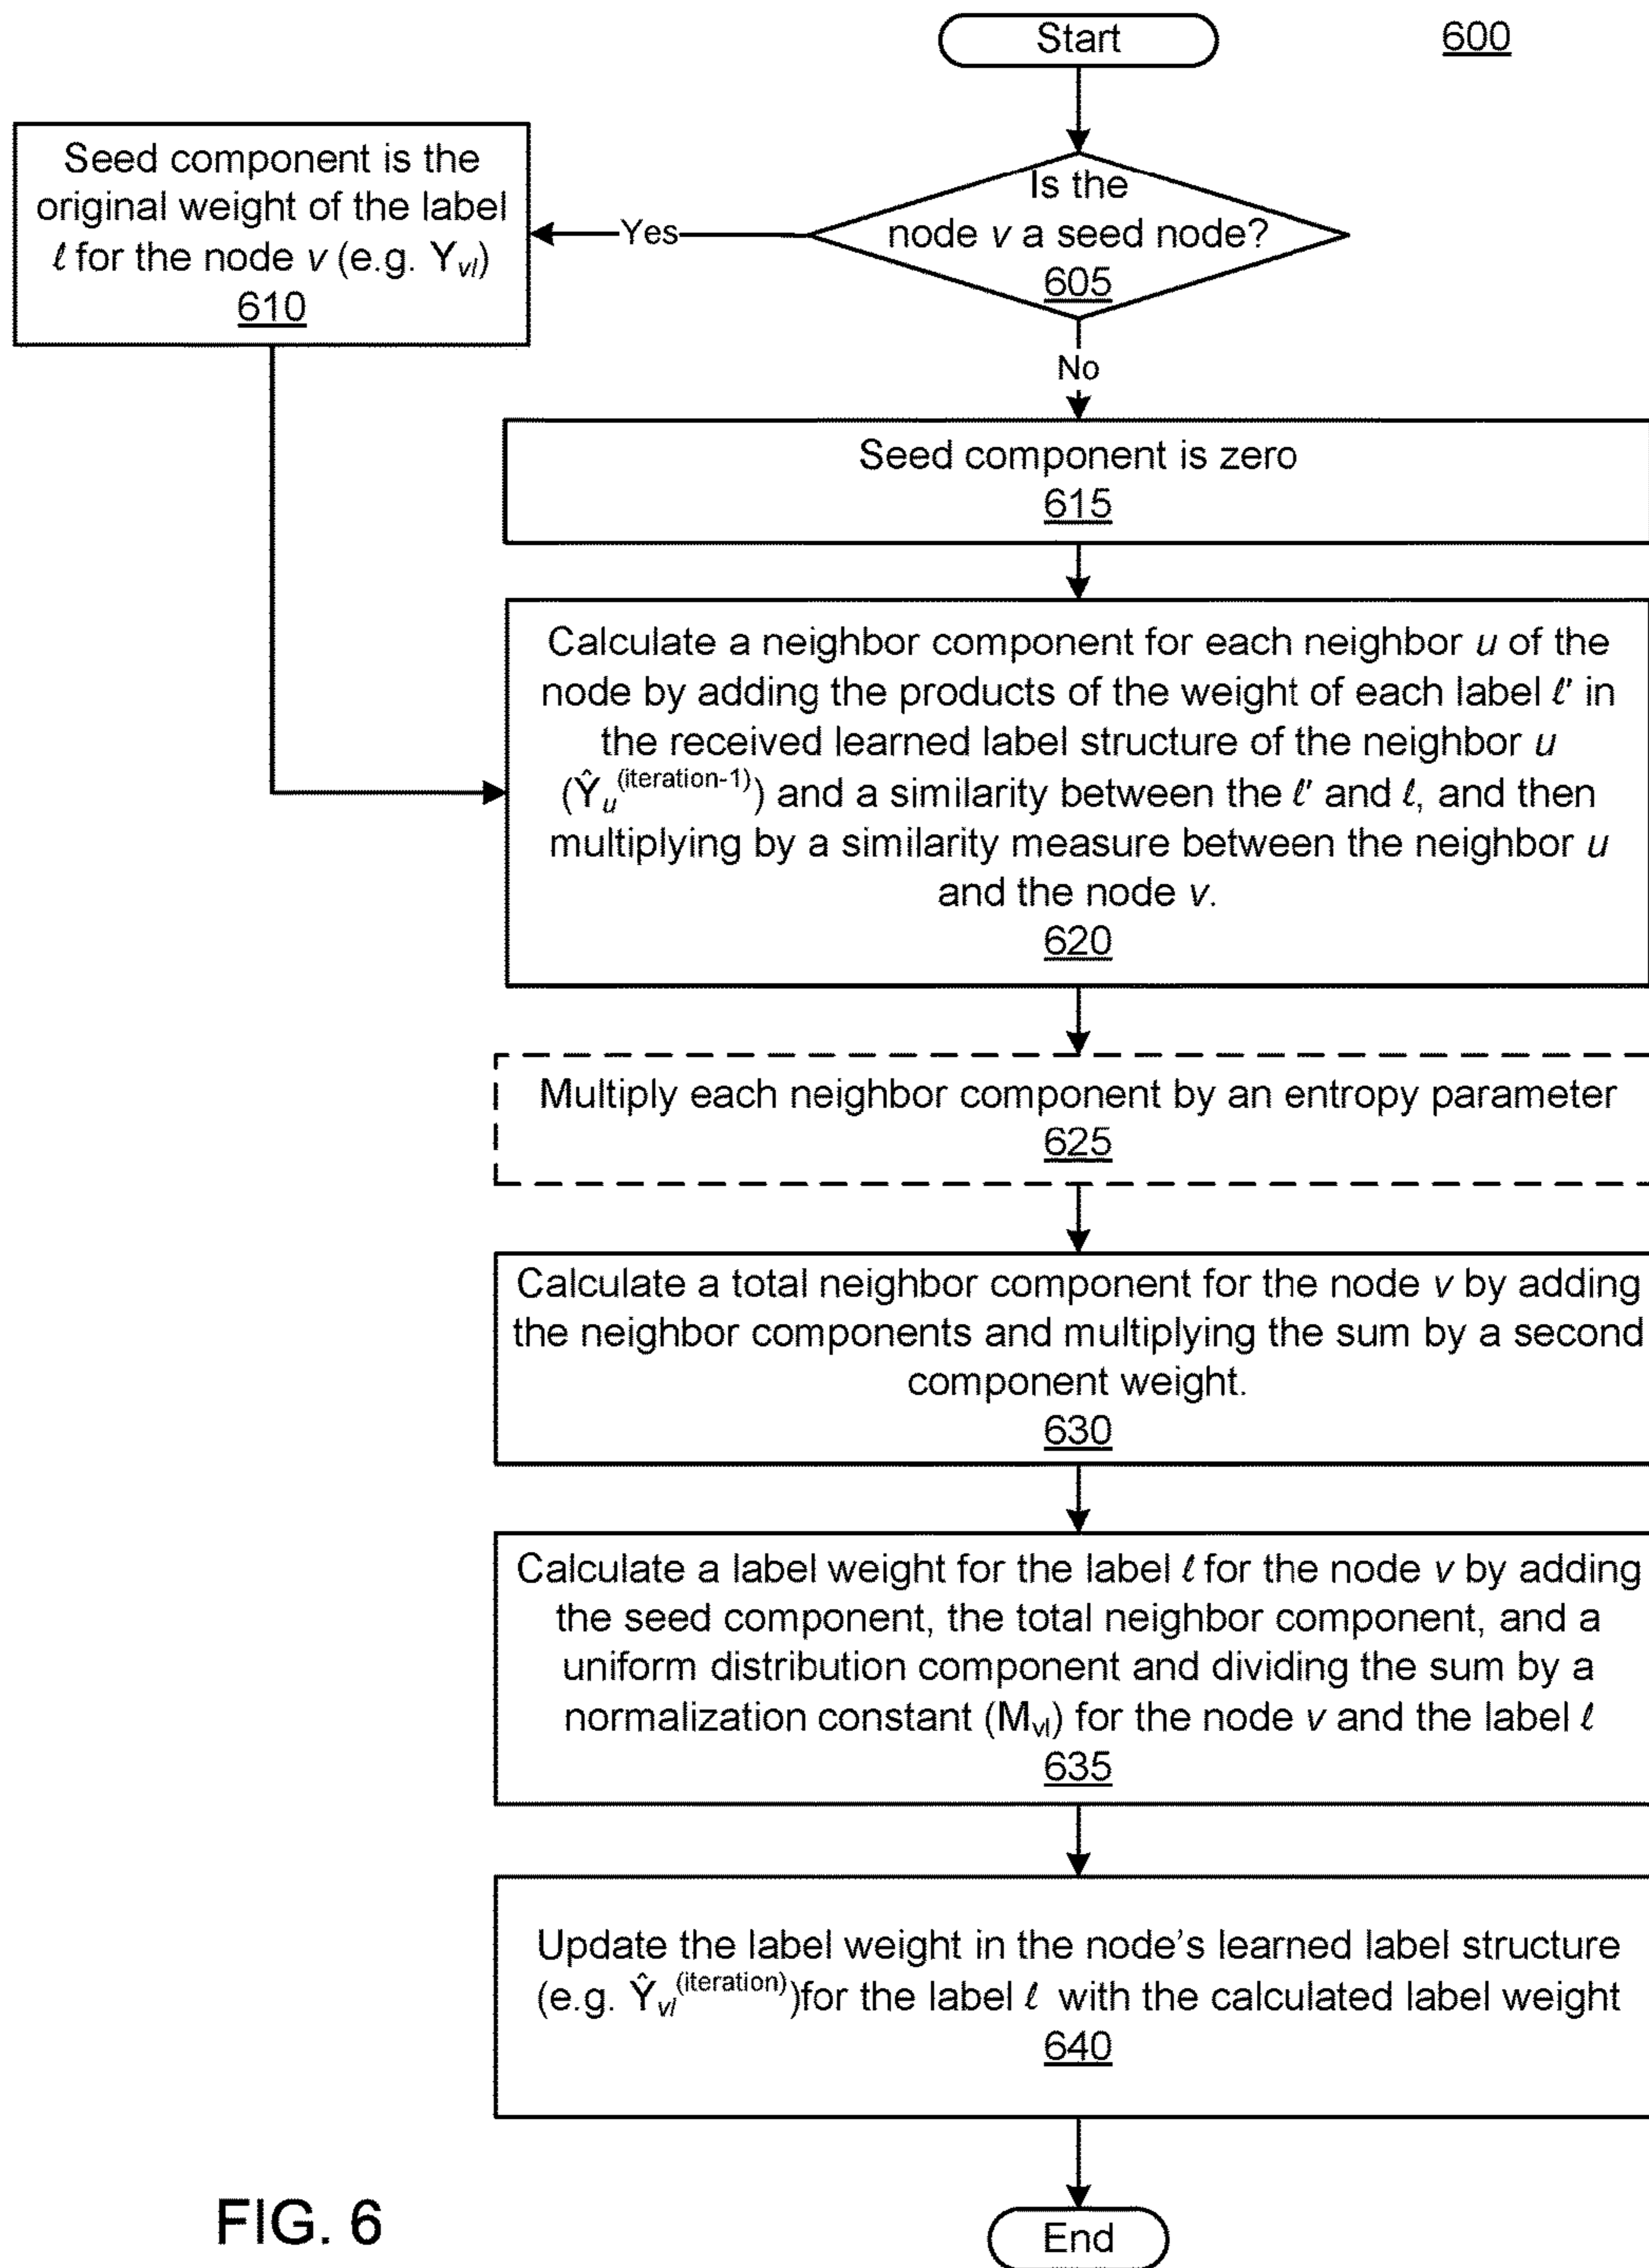 Start
600
Is the
node v a seed node?
605
Yes
Seed component is the
original weight of the label
ℓ for the node v (e.g. Yvl)
610
No
Seed component is zero
615
Calculate a neighbor component for each neighbor u of the
node by adding the products of the weight of each label ℓ' in
the received learned label structure of the neighbor u
(Ŷu(iteration-1)) and a similarity between the ℓ' and ℓ, and then
multiplying by a similarity measure between the neighbor u
and the node v.
620
Multiply each neighbor component by an entropy parameter
625
Calculate a total neighbor component for the node v by adding
the neighbor components and multiplying the sum by a second
component weight.
630
Calculate a label weight for the label ℓ for the node v by adding
the seed component, the total neighbor component, and a
uniform distribution component and dividing the sum by a
normalization constant (Mvl) for the node v and the label ℓ
635
Update the label weight in the node's learned label structure
(e.g. Ŷvl(iteration))for the label ℓ with the calculated label weight
640
End
FIG. 6